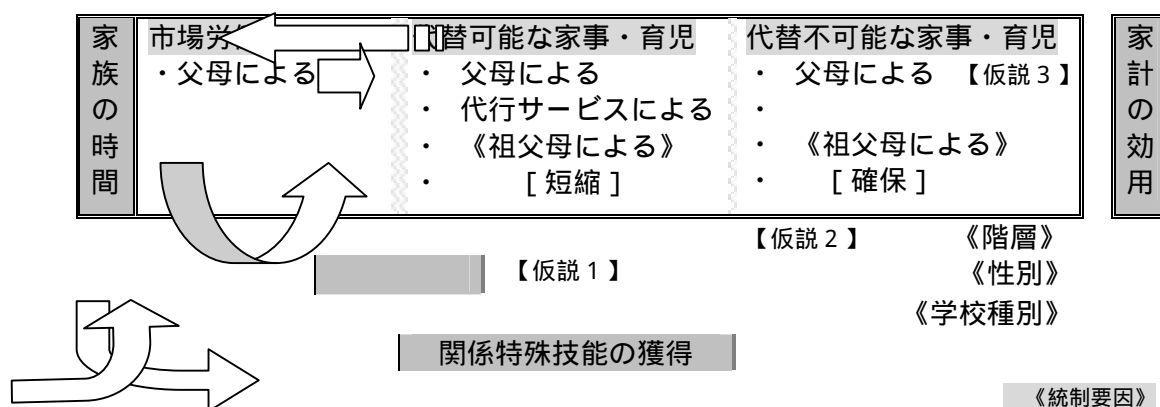 家族の時間
市場労
・父母による
替可能な家事・育児
・ 父母による
・ 代行サービスによる
・ 《祖父母による》
・ [短縮]
代替不可能な家事・育児
・ 父母による 【仮説3】
・
・ 《祖父母による》
・ [確保]
家計の効用
【仮説2】
《階層》
【仮説1】
《性別》
《学校種別》
関係特殊技能の獲得
《統制要因》